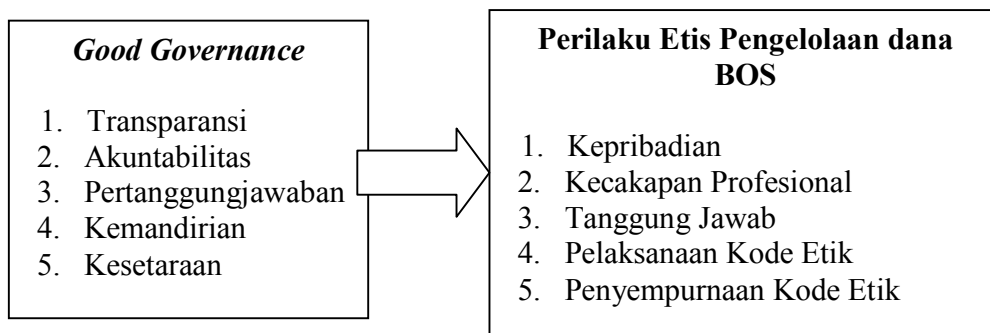 Good Governance
1. Transparansi
2. Akuntabilitas
3. Pertanggungjawaban
4. Kemandirian
5. Kesetaraan
Perilaku Etis Pengelolaan dana
BOS
1. Kepribadian
2. Kecakapan Profesional
3. Tanggung Jawab
4. Pelaksanaan Kode Etik
5. Penyempurnaan Kode Etik